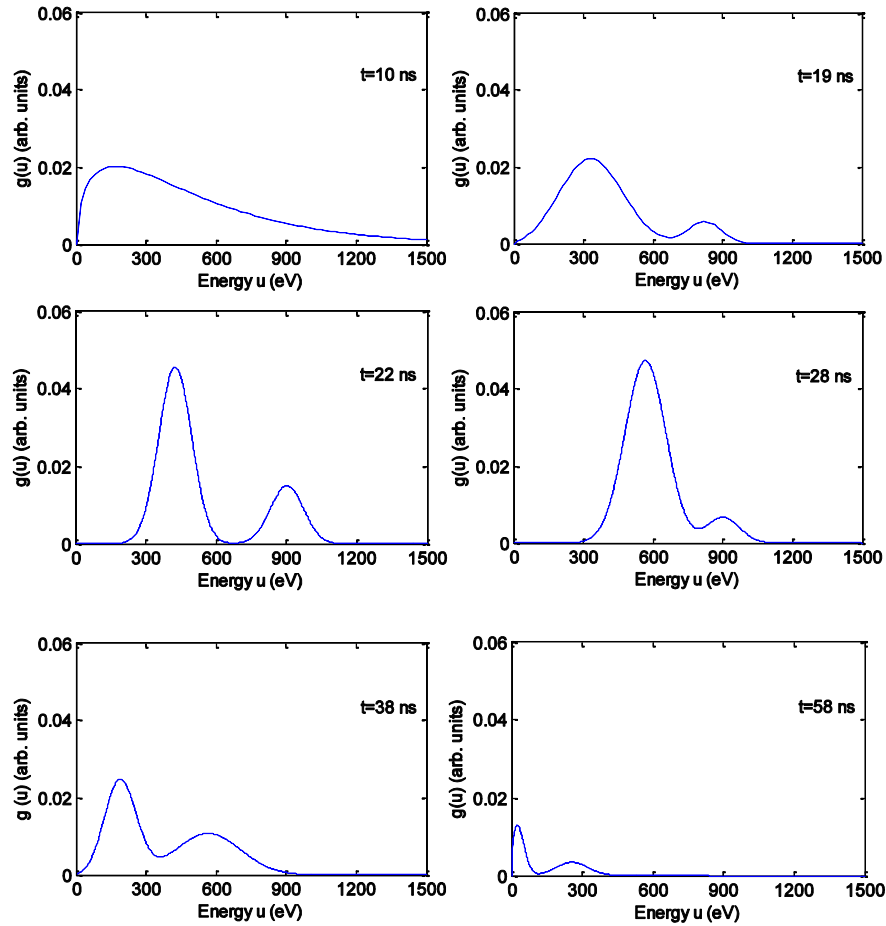 0.06
0.04
0.02
0
g(u) (arb. units)
t=10 ns
0 300 600 900 1200 1500
Energy u (eV)
0.06
0.04
0.02
0
g(u) (arb. units)
t=19 ns
0 300 600 900 1200 1500
Energy u (eV)
0.06
0.04
0.02
0
g(u) (arb. units)
t=22 ns
0 300 600 900 1200 1500
Energy u (eV)
0.06
0.04
0.02
0
g(u) (arb. units)
t=28 ns
0 300 600 900 1200 1500
Energy u (eV)
0.06
0.04
0.02
0
g (u) (arb. units)
t=38 ns
0 300 600 900 1200 1500
Energy u (eV)
0.06
0.04
0.02
0
g(u) (arb. units)
t=58 ns
0 300 600 900 1200 1500
Energy u (eV)